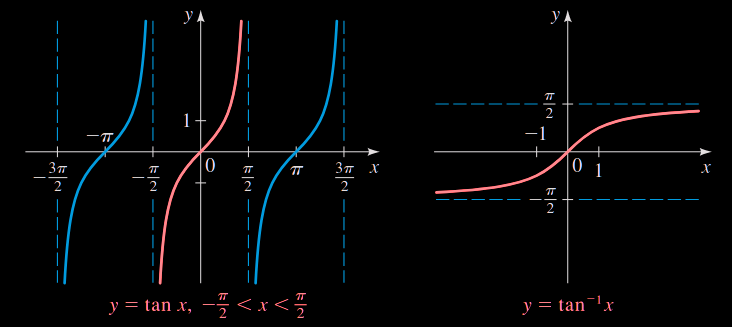 y
1
−π
−3π/2
−π/2
0
π/2
π
3π/2
x
y = tan x, −π/2 < x < π/2
y
π/2
−1
0
1
x
−π/2
y = tan⁻¹x